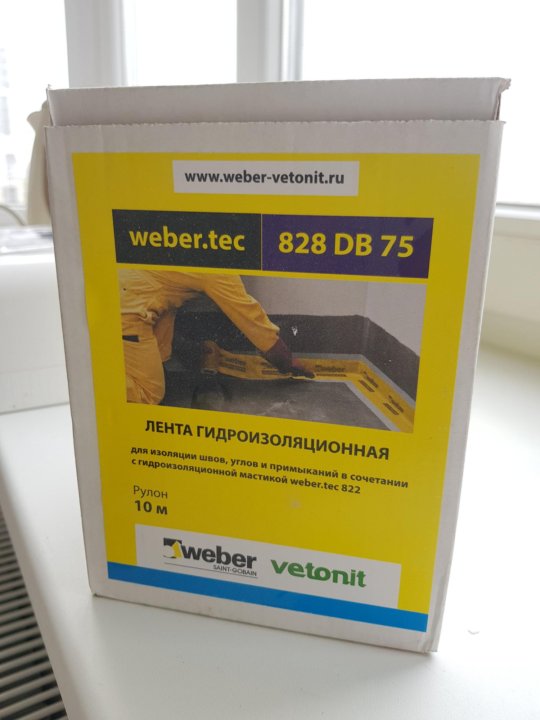 www.weber-vetonit.ru
weber.tec 828 DB 75
weber
ЛЕНТА ГИДРОИЗОЛЯЦИОННАЯ
для изоляции швов, углов и примыканий в сочетании
с гидроизоляционной мастикой weber.tec 822
Рулон
10 м
weber
SAINT-GOBAIN
vetonit